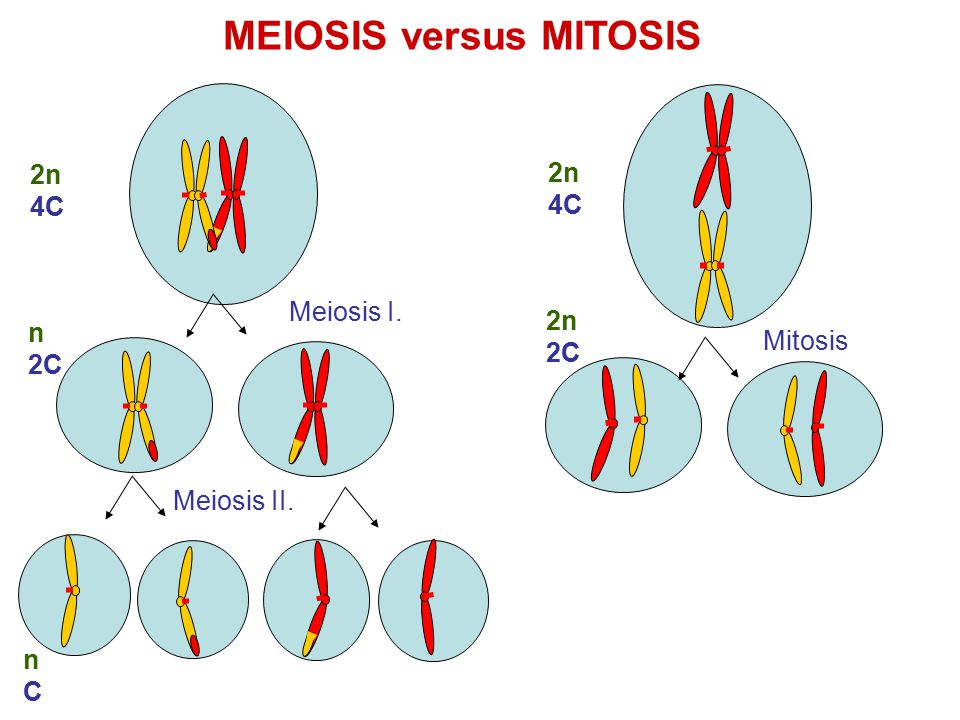 MEIOSIS versus MITOSIS
2n
4C
Meiosis I.
n
2C
Meiosis II.
n
C
2n
4C
2n
2C
Mitosis